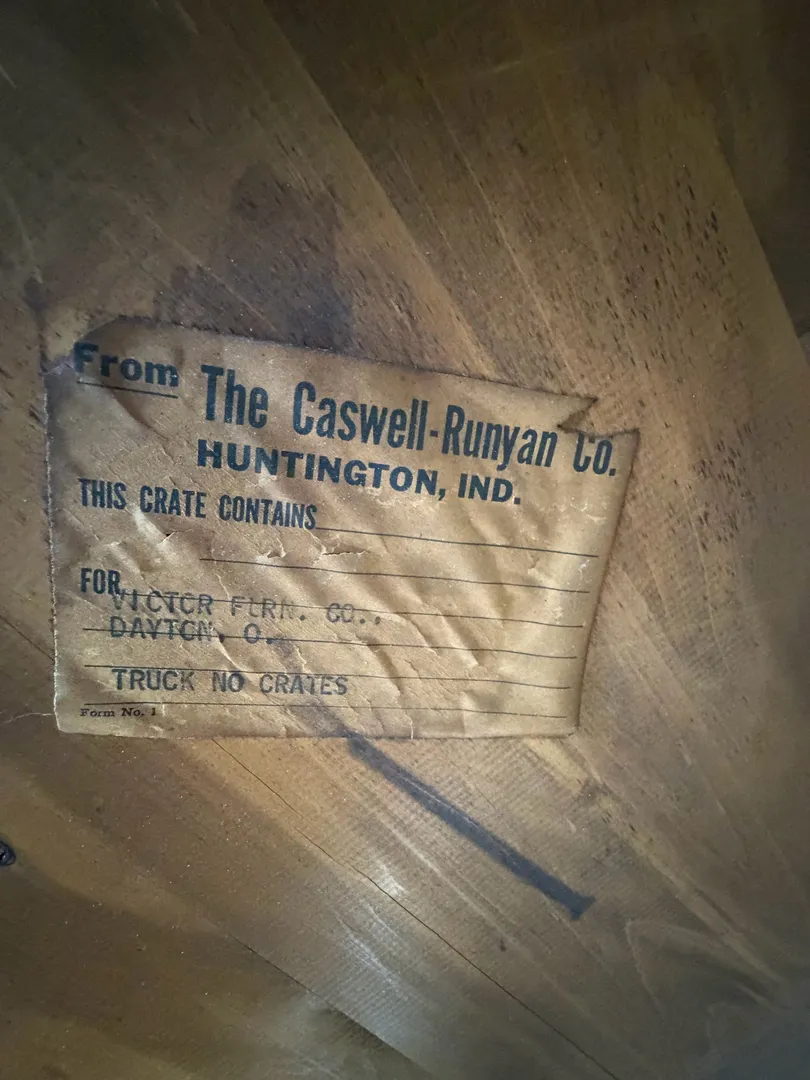 From The Caswell-Runyan Co.
HUNTINGTON, IND.
THIS CRATE CONTAINS
FOR
VICTOR FURN. CO.,
DAYTON, O.
TRUCK NO CRATES
Form No. 1